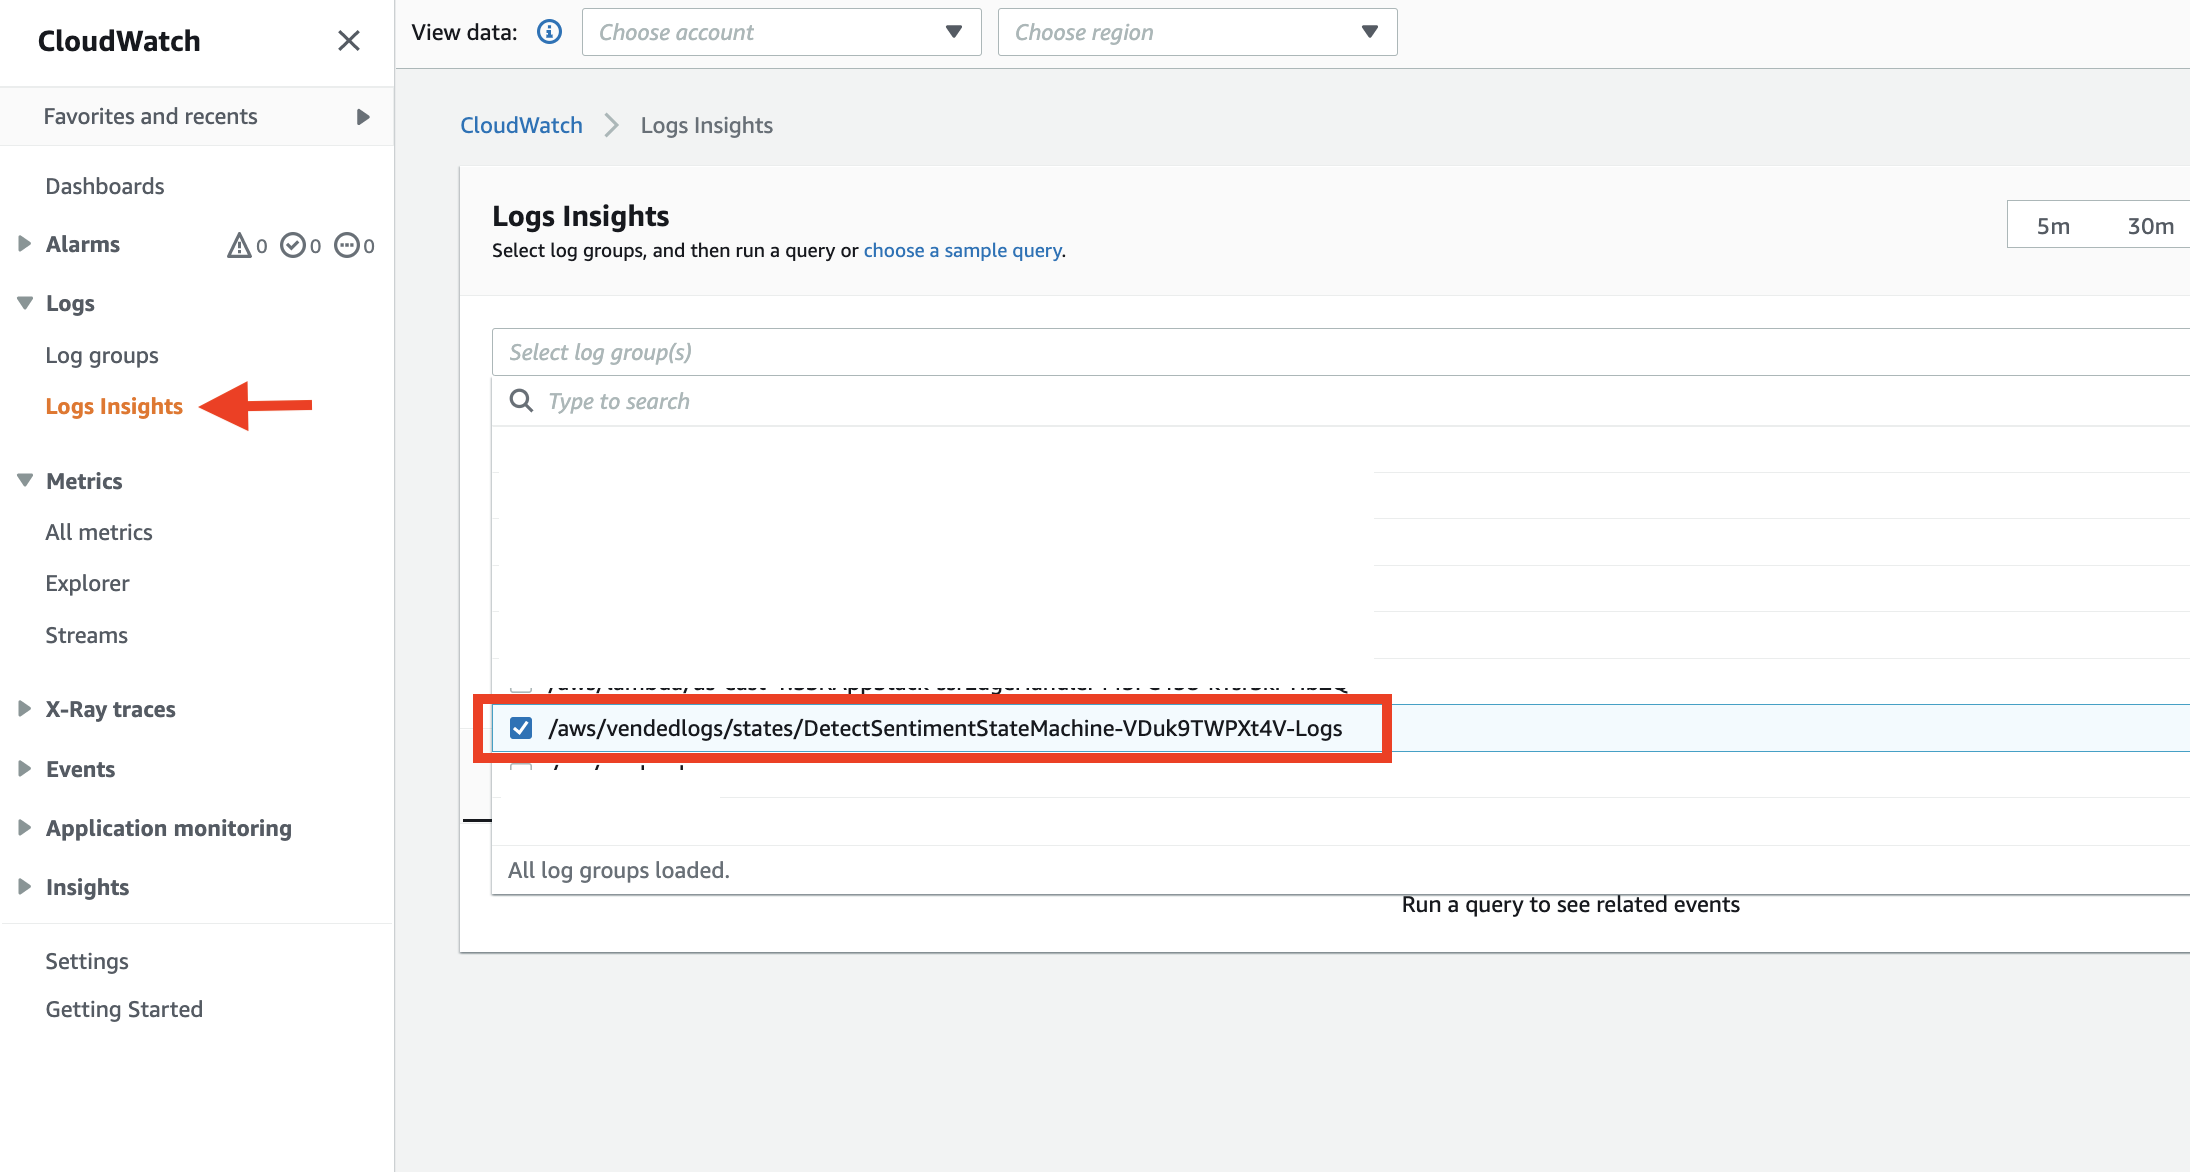 CloudWatch
Favorites and recents
Dashboards
Alarms 0 0 0
Logs
Log groups
Logs Insights
Metrics
All metrics
Explorer
Streams
X-Ray traces
Events
Application monitoring
Insights
Settings
Getting Started
View data: Choose account Choose region
CloudWatch Logs Insights
Logs Insights
Select log groups, and then run a query or choose a sample query.
5m 30m
Select log group(s)
Type to search
/aws/vendedlogs/states/DetectSentimentStateMachine-VDuk9TWPXt4V-Logs
All log groups loaded.
Run a query to see related events